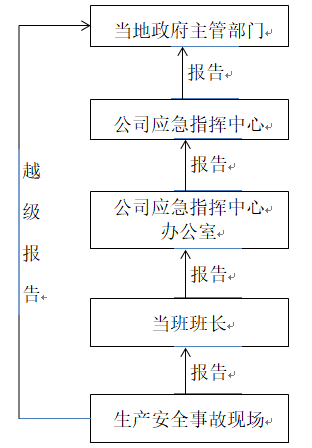 当地政府主管部门
报告
公司应急指挥中心
报告
公司应急指挥中心
办公室
报告
当班班长
报告
生产安全事故现场
越
级
报
告